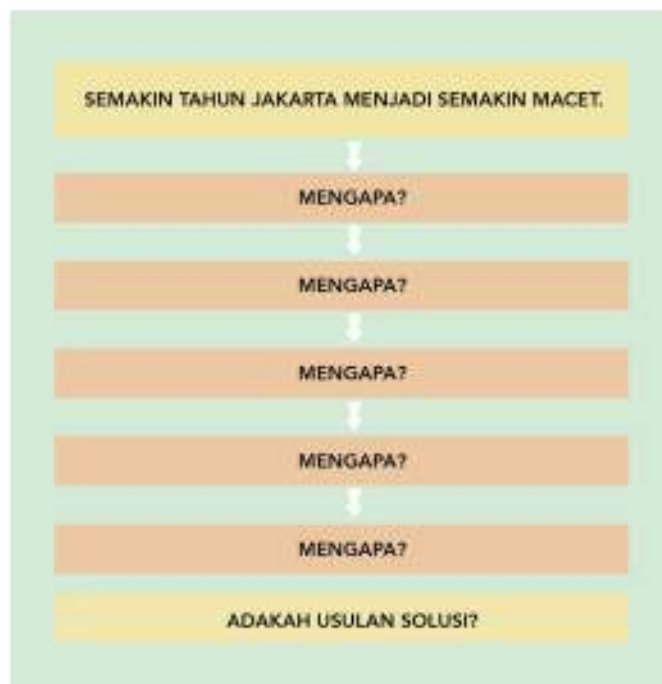 SEMAKIN TAHUN JAKARTA MENJADI SEMAKIN MACET.
MENGAPA?
MENGAPA?
MENGAPA?
MENGAPA?
MENGAPA?
ADAKAH USULAN SOLUSI?